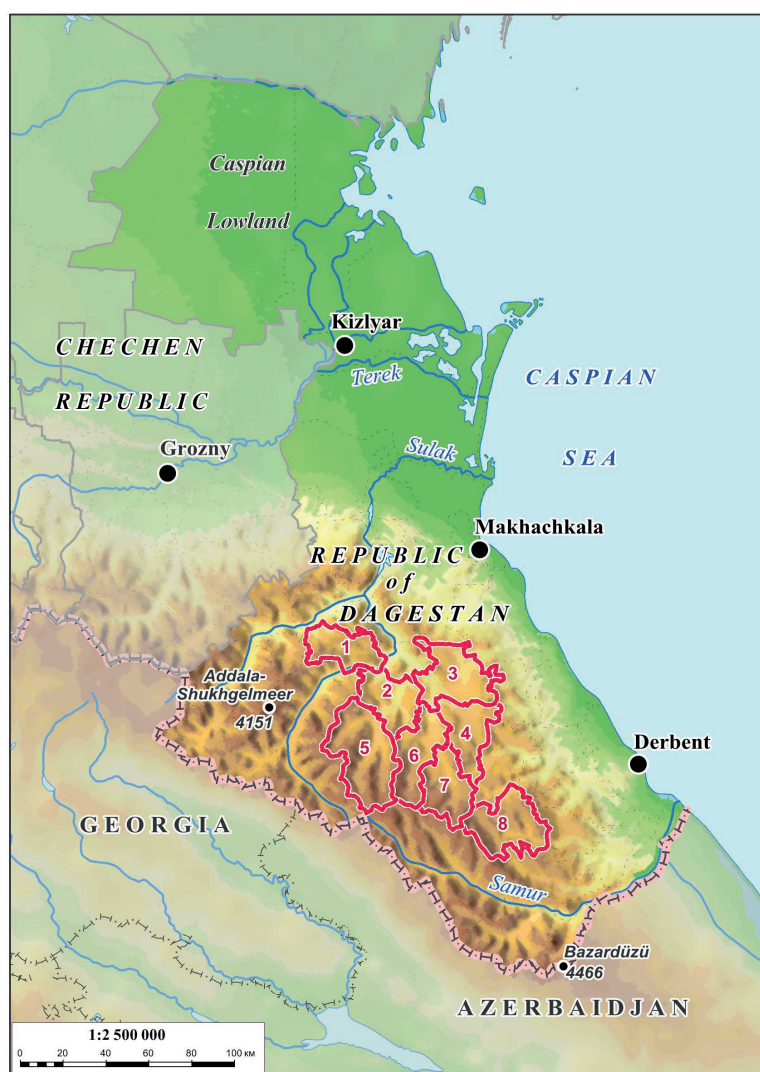 Caspian
Lowland
Kizlyar
CHECHEN
REPUBLIC
Terek
CASPIAN
SEA
Grozny
Sulak
Makhachkala
REPUBLIC
of
DAGESTAN
1
2
3
4
5
6
7
8
Addala-
Shukhgelmeer
4151
Derbent
GEORGIA
Samur
Bazardüzü
4466
AZERBAIDJAN
1:2 500 000
0 20 40 60 80 100 км